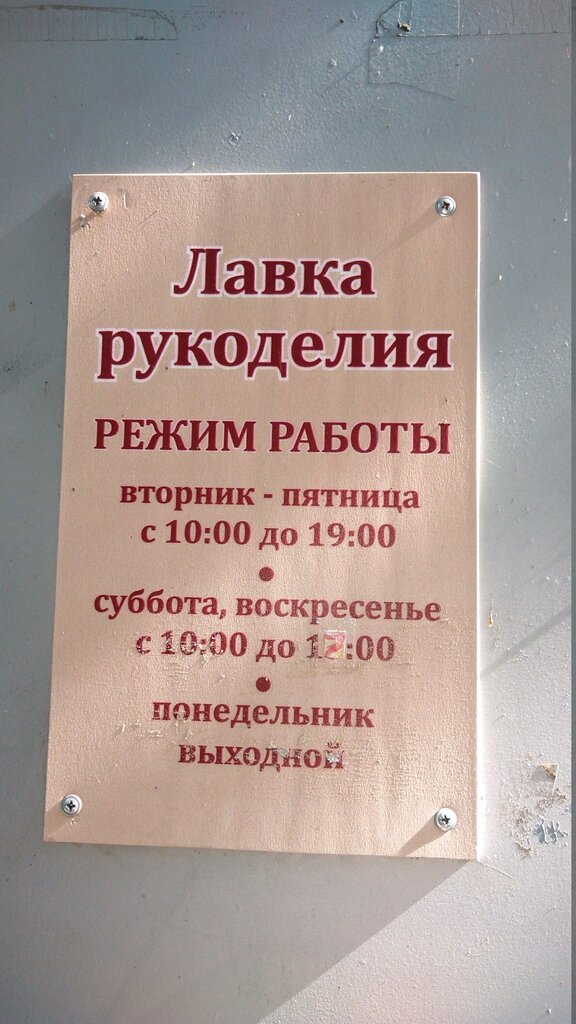 Лавка
рукоделия
РЕЖИМ РАБОТЫ
вторник - пятница
с 10:00 до 19:00
суббота, воскресенье
с 10:00 до
понедельник
выходной